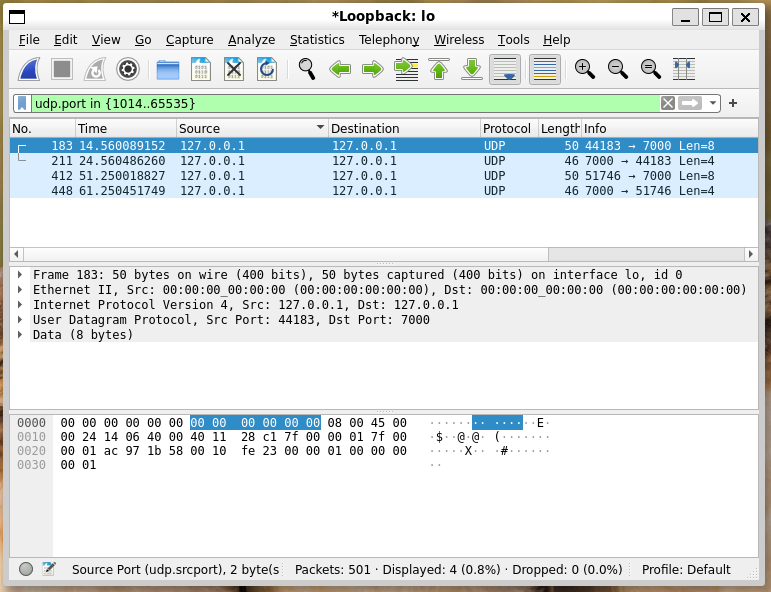 *Loopback: lo
File Edit View Go Capture Analyze Statistics Telephony Wireless Tools Help
udp.port in {1014..65535}
No. Time Source Destination Protocol Length Info
183 14.560089152 127.0.0.1 127.0.0.1 UDP 50 44183 → 7000 Len=8
211 24.560486260 127.0.0.1 127.0.0.1 UDP 46 7000 → 44183 Len=4
412 51.250018827 127.0.0.1 127.0.0.1 UDP 50 51746 → 7000 Len=8
448 61.250451749 127.0.0.1 127.0.0.1 UDP 46 7000 → 51746 Len=4
Frame 183: 50 bytes on wire (400 bits), 50 bytes captured (400 bits) on interface lo, id 0
Ethernet II, Src: 00:00:00_00:00:00 (00:00:00:00:00:00), Dst: 00:00:00_00:00:00 (00:00:00:00:00:00)
Internet Protocol Version 4, Src: 127.0.0.1, Dst: 127.0.0.1
User Datagram Protocol, Src Port: 44183, Dst Port: 7000
Data (8 bytes)
0000 00 00 00 00 00 00 00 00 00 00 00 00 08 00 45 00 ········ ······E·
0010 00 24 14 06 40 00 40 11 28 c1 7f 00 00 01 7f 00 ·$··@·@· (·······
0020 00 01 ac 97 1b 58 00 10 fe 23 00 00 01 00 00 00 ·····X·· ·#······
0030 00 01 ··
Source Port (udp.srcport), 2 byte(s Packets: 501 · Displayed: 4 (0.8%) · Dropped: 0 (0.0%) Profile: Default